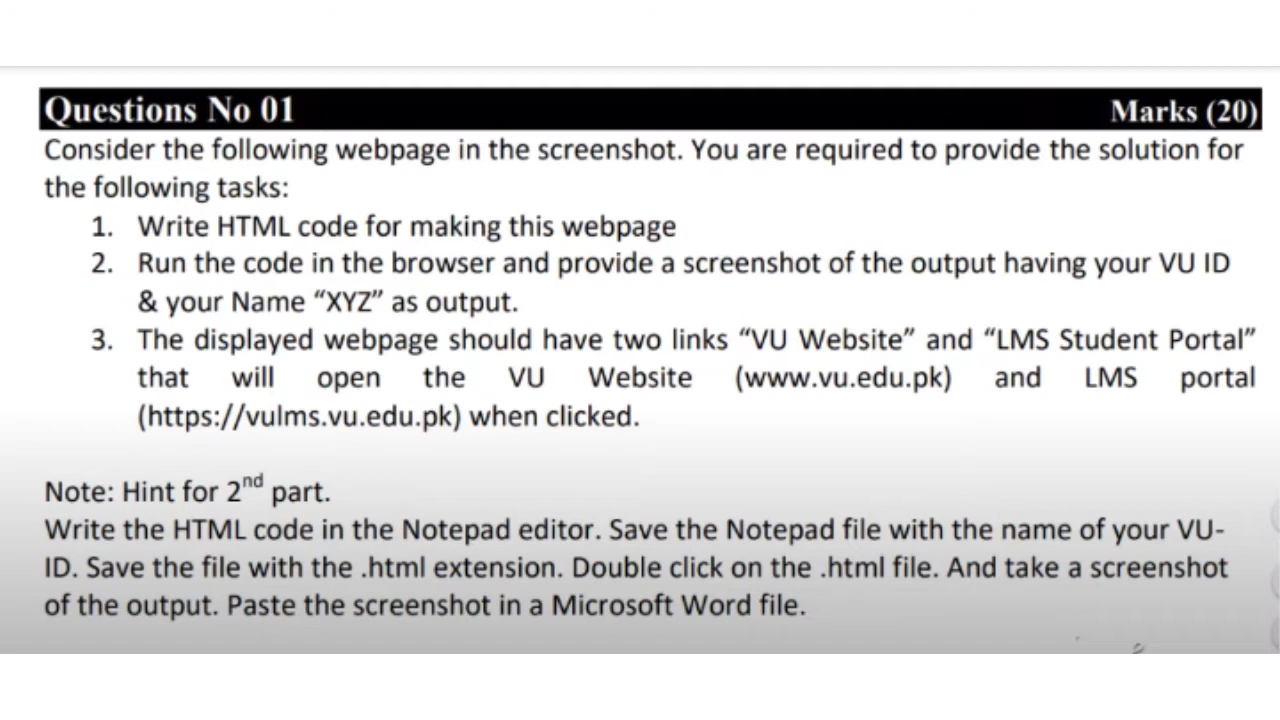 Questions No 01 Marks (20)
Consider the following webpage in the screenshot. You are required to provide the solution for
the following tasks:
1. Write HTML code for making this webpage
2. Run the code in the browser and provide a screenshot of the output having your VU ID
& your Name “XYZ” as output.
3. The displayed webpage should have two links “VU Website” and “LMS Student Portal”
that will open the VU Website (www.vu.edu.pk) and LMS portal
(https://vulms.vu.edu.pk) when clicked.
Note: Hint for 2nd part.
Write the HTML code in the Notepad editor. Save the Notepad file with the name of your VU-
ID. Save the file with the .html extension. Double click on the .html file. And take a screenshot
of the output. Paste the screenshot in a Microsoft Word file.